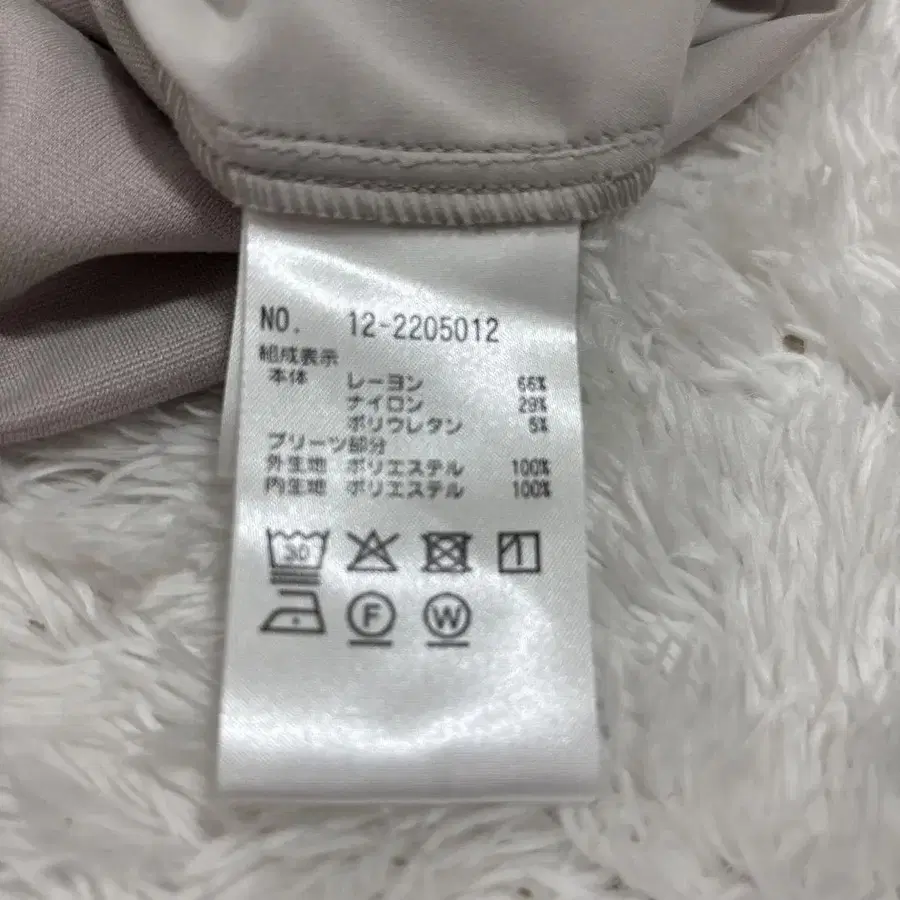 NO. 12-2205012
組成表示
本体 レーヨン 66%
ナイロン 29%
ポリウレタン 5%
プリーツ部分
外生地 ポリエステル 100%
内生地 ポリエステル 100%
30
F W